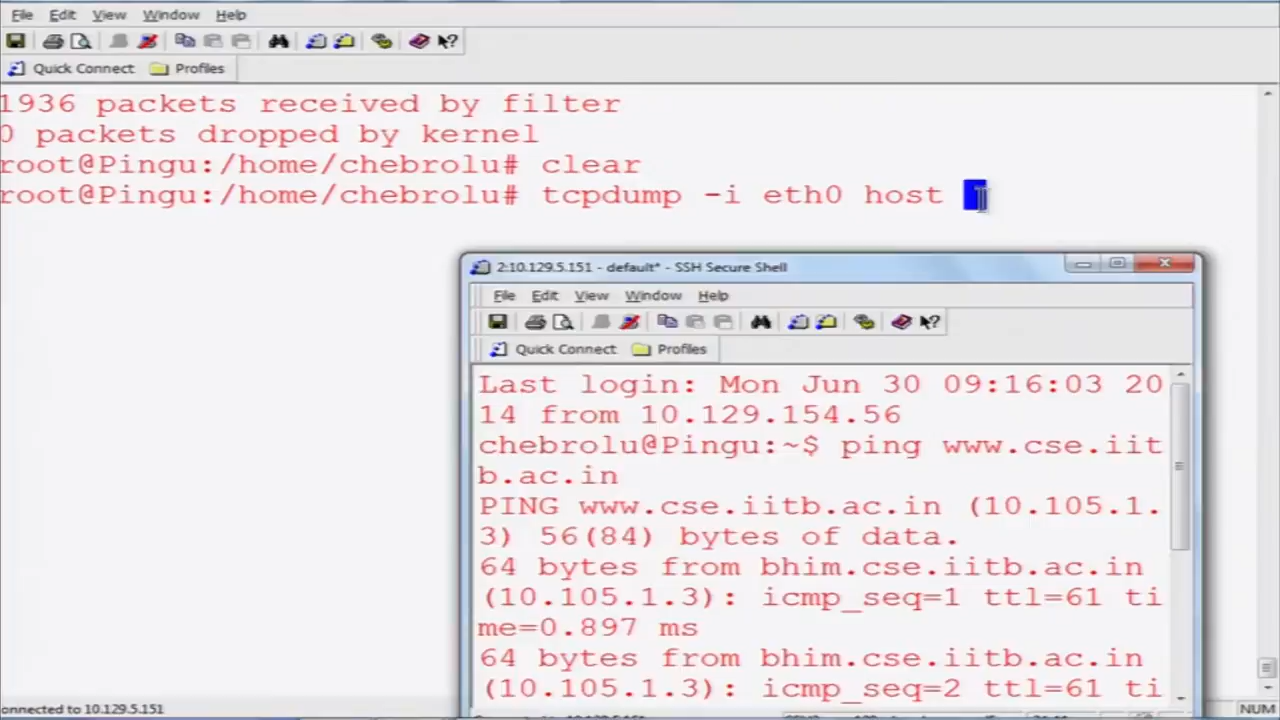 File Edit View Window Help
Quick Connect Profiles
1936 packets received by filter
0 packets dropped by kernel
root@Pingu:/home/chebrolu# clear
root@Pingu:/home/chebrolu# tcpdump -i eth0 host
2:10.129.5.151 - default* - SSH Secure Shell
File Edit View Window Help
Quick Connect Profiles
Last login: Mon Jun 30 09:16:03 20
14 from 10.129.154.56
chebrolu@Pingu:~$ ping www.cse.iit
b.ac.in
PING www.cse.iitb.ac.in (10.105.1.
3) 56(84) bytes of data.
64 bytes from bhim.cse.iitb.ac.in
(10.105.1.3): icmp_seq=1 ttl=61 ti
me=0.897 ms
64 bytes from bhim.cse.iitb.ac.in
(10.105.1.3): icmp_seq=2 ttl=61 ti
onnected to 10.129.5.151
NUM